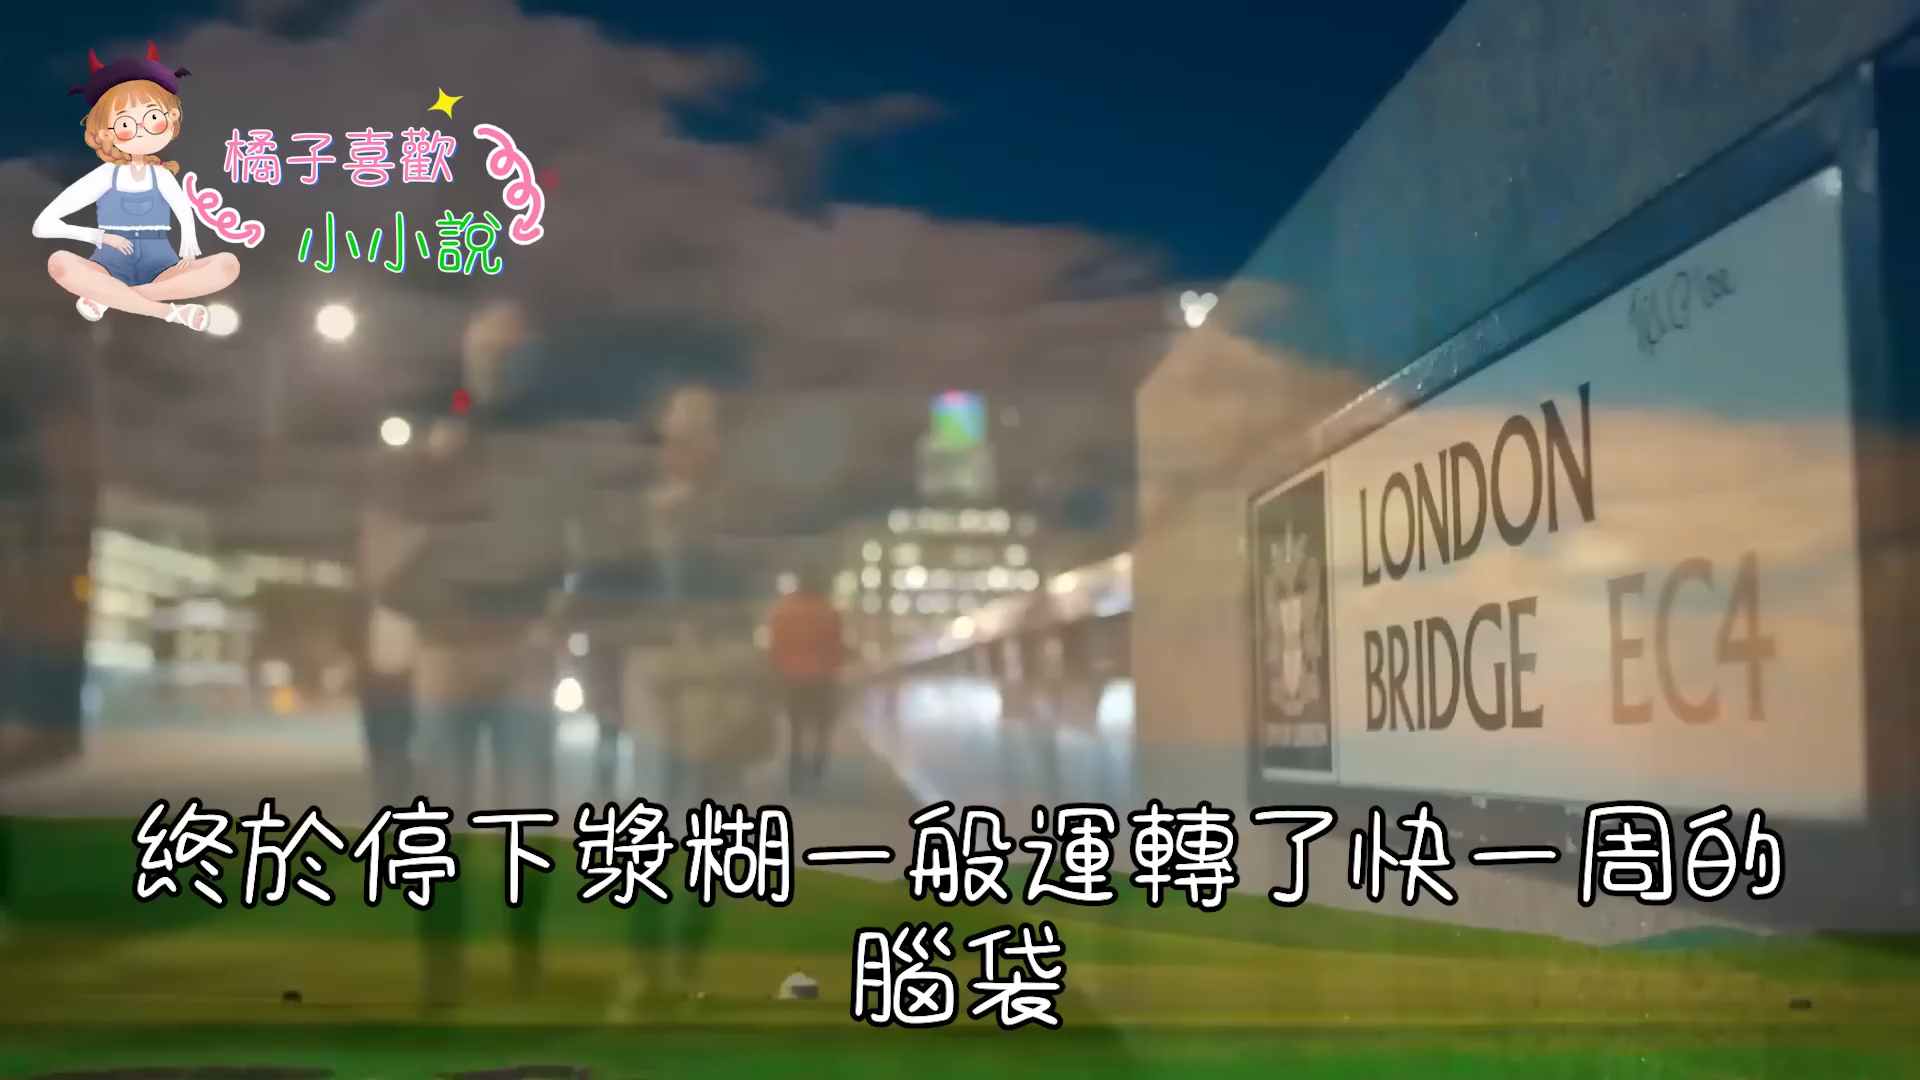 橘子喜歡
小小說
LONDON
BRIDGE EC4
終於停下漿糊一般運轉了快一周的
腦袋